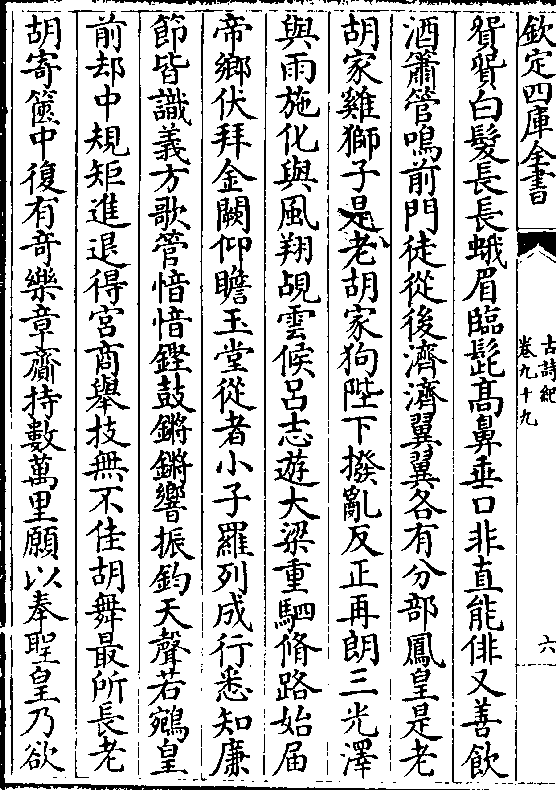 欽定四庫全書
古詩紀
卷九十九
六
眢眢白髮長長蛾眉臨髭高鼻垂口非直能俳又善飲
酒簫管鳴前門徒從後濟濟翼翼各有分部鳳皇是老
胡家雞獅子是老胡家狗陛下撥亂反正再朗三光澤
與雨施化與風翔覘雲候呂志遊大梁重駟脩路始届
帝鄉伏拜金闕仰瞻玉堂從者小子羅列成行悉知廉
節皆識義方歌管愔愔鏗鼓鏘鏘響振鈞天聲若鵷皇
前却中規矩進退得宮商舉技無不佳胡舞最所長老
胡寄篋中復有竒樂章齎持數萬里願以奉聖皇乃欲